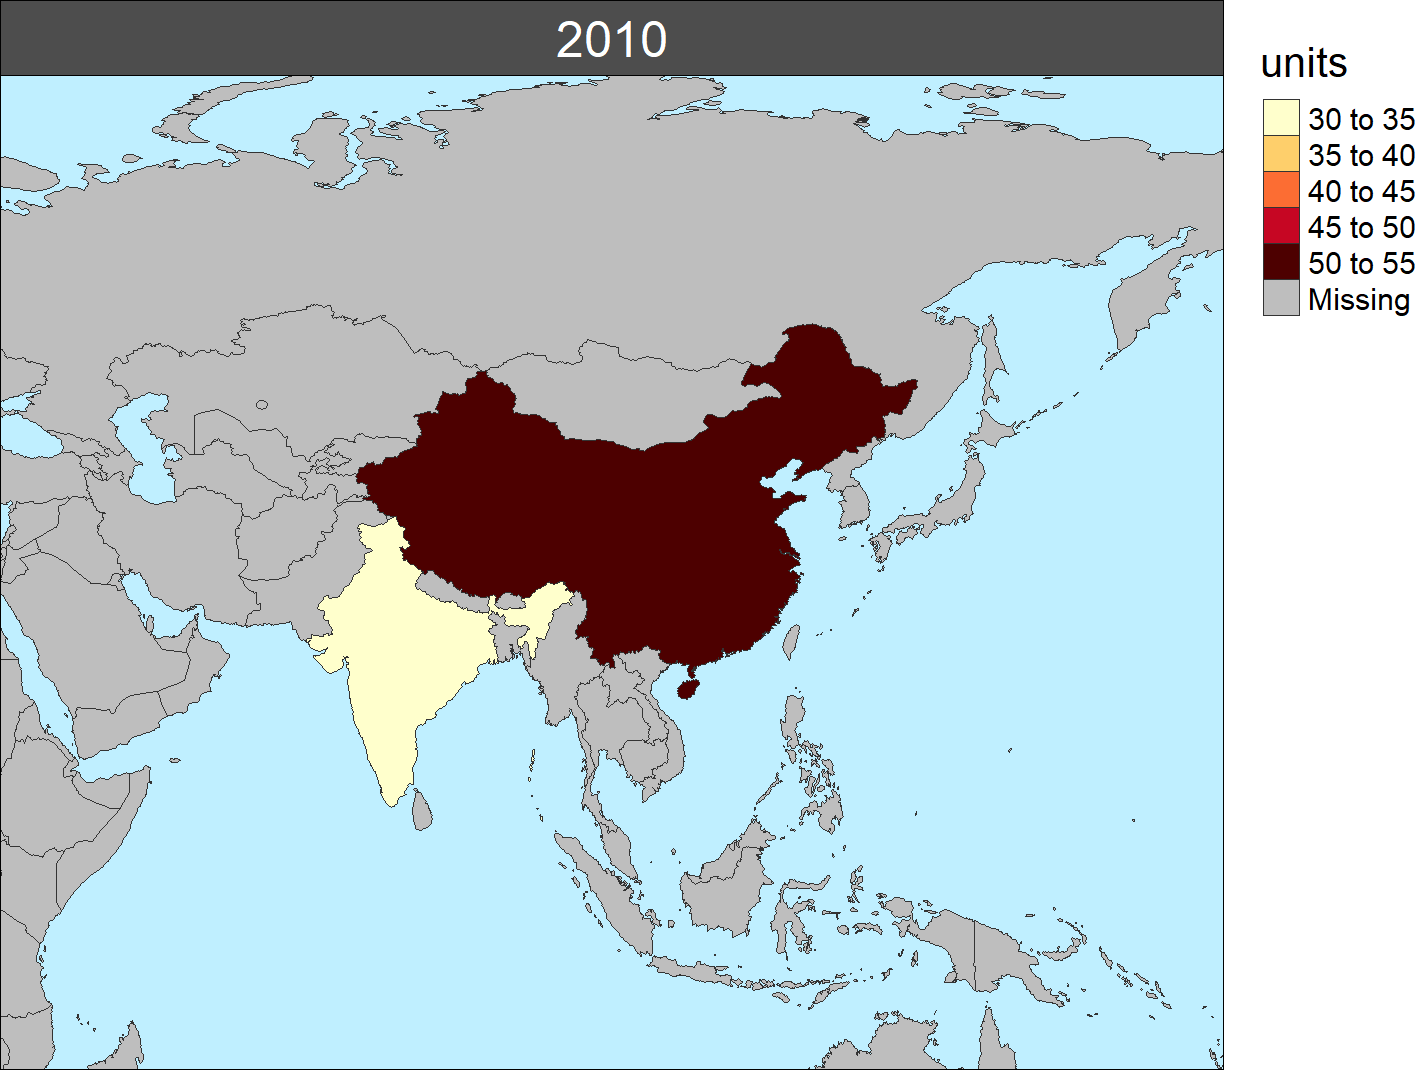 2010
units
30 to 35
35 to 40
40 to 45
45 to 50
50 to 55
Missing